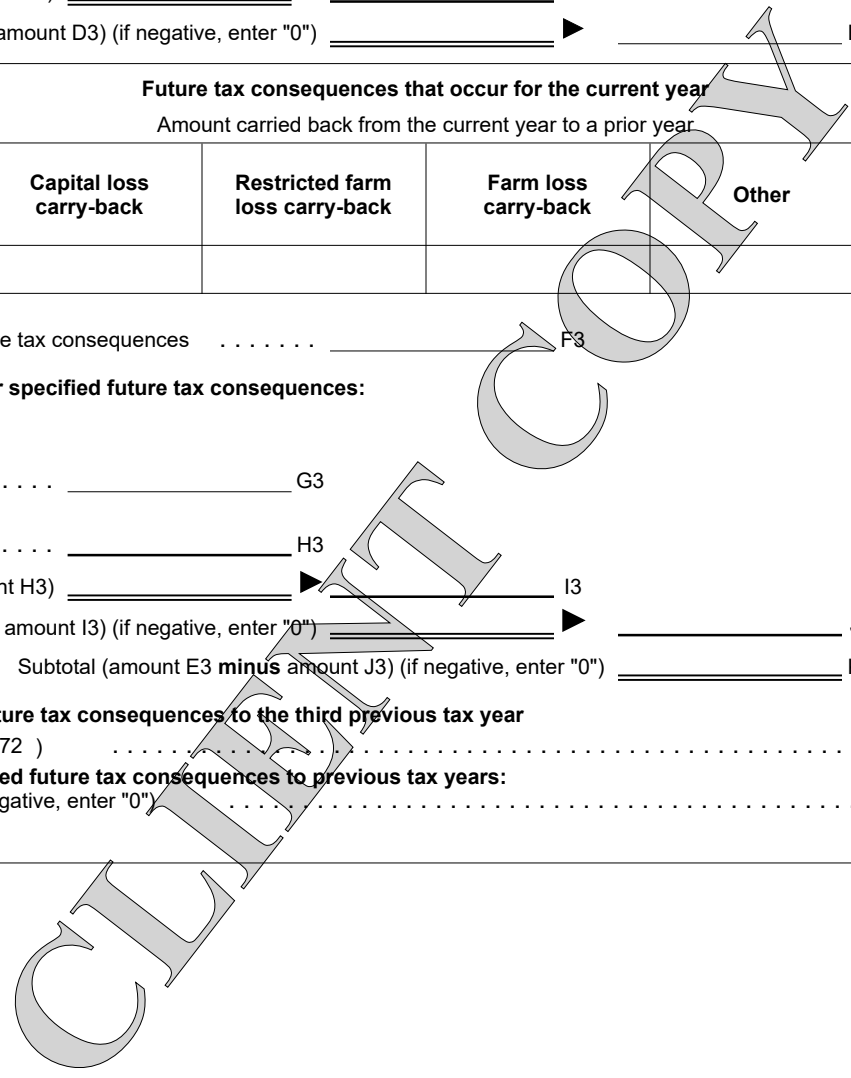 amount D3) (if negative, enter "0")
Future tax consequences that occur for the current year
Amount carried back from the current year to a prior year
Capital loss
carry-back
Restricted farm
loss carry-back
Farm loss
carry-back
Other
e tax consequences . . . . . . . F3
r specified future tax consequences:
. . . . G3
. . . . H3
nt H3) I3
amount I3) (if negative, enter "0")
Subtotal (amount E3 minus amount J3) (if negative, enter "0")
ture tax consequences to the third previous tax year
72 ) . . . . . . . . . . . . . . . . . . . . . . . . . . . . . . . . . . . . . . . . . . . . . . . . . .
ed future tax consequences to previous tax years:
gative, enter "0") . . . . . . . . . . . . . . . . . . . . . . . . . . . . . . . . . . . . . . . . . .
CLIENT COPY